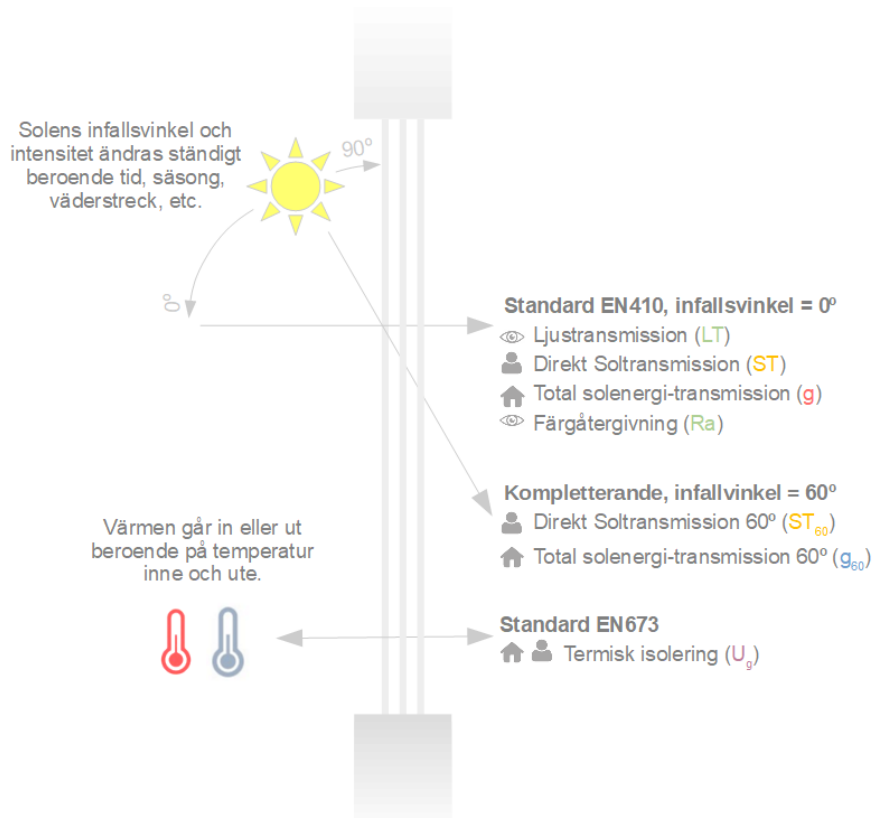 Solens infallsvinkel och
intensitet ändras ständigt
beroende tid, säsong,
väderstreck, etc.
90º
0º
Standard EN410, infallsvinkel = 0º
Ljustransmission (LT)
Direkt Soltransmission (ST)
Total solenergi-transmission (g)
Färgåtergivning (Ra)
Kompletterande, infallvinkel = 60º
Direkt Soltransmission 60º (ST60)
Total solenergi-transmission 60º (g60)
Värmen går in eller ut
beroende på temperatur
inne och ute.
Standard EN673
Termisk isolering (Ug)